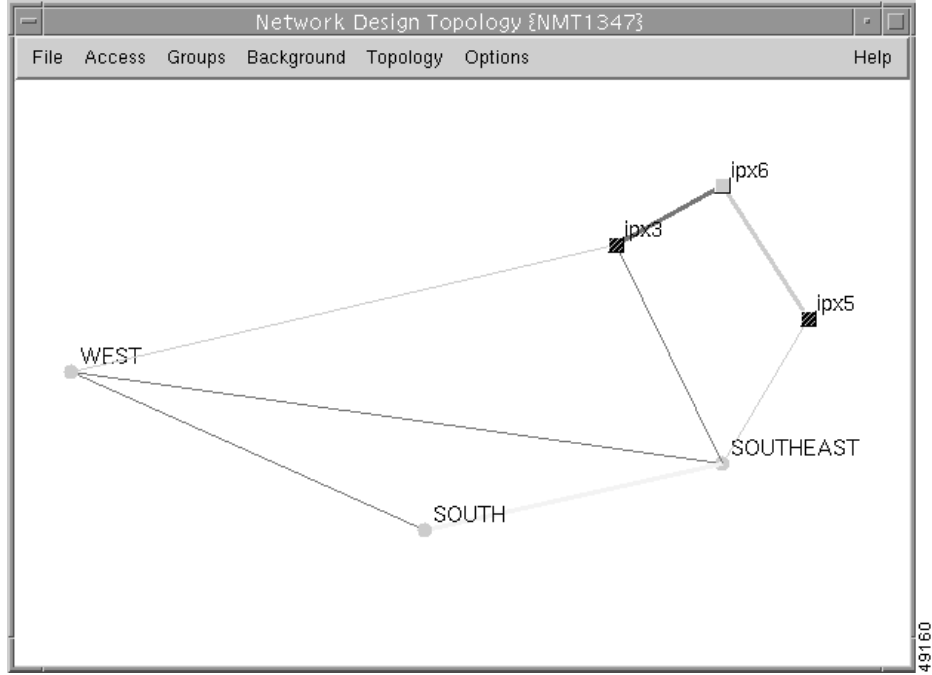 Network Design Topology {NMT1347}
File Access Groups Background Topology Options Help
ipx6
ipx3
ipx5
WEST
SOUTHEAST
SOUTH
49160